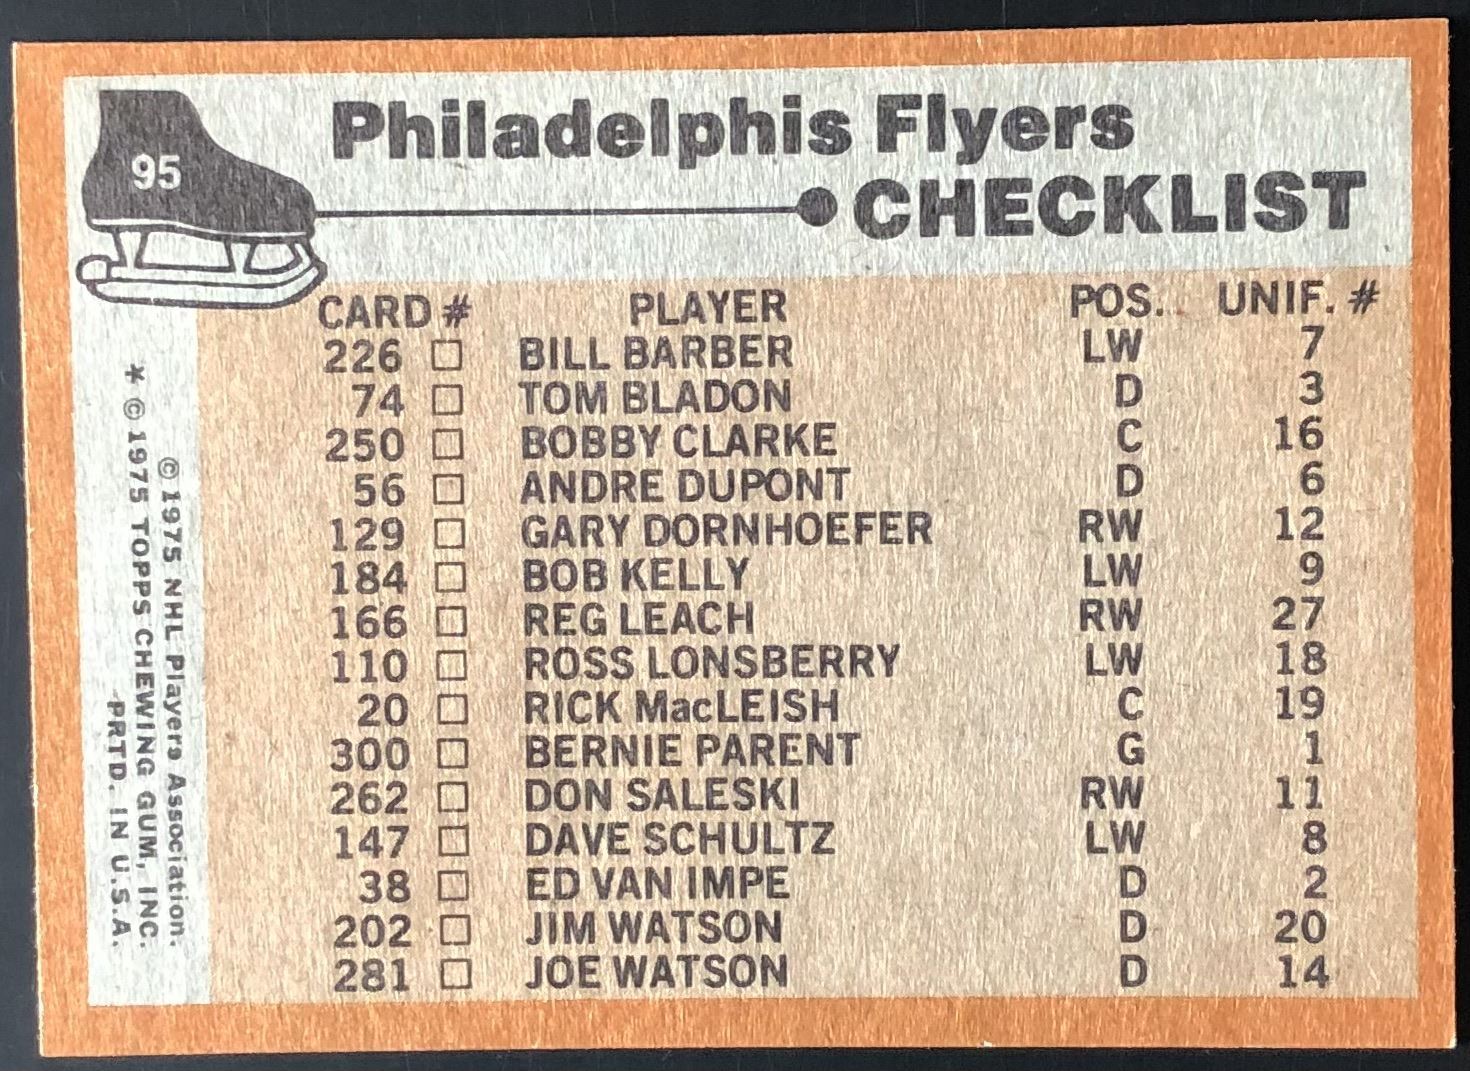 95
Philadelphis Flyers
CHECKLIST
CARD # PLAYER POS. UNIF. #
226 □ BILL BARBER LW 7
74 □ TOM BLADON D 3
250 □ BOBBY CLARKE C 16
56 □ ANDRE DUPONT D 6
129 □ GARY DORNHOEFER RW 12
184 □ BOB KELLY LW 9
166 □ REG LEACH RW 27
110 □ ROSS LONSBERRY LW 18
20 □ RICK MacLEISH C 19
300 □ BERNIE PARENT G 1
262 □ DON SALESKI RW 11
147 □ DAVE SCHULTZ LW 8
38 □ ED VAN IMPE D 2
202 □ JIM WATSON D 20
281 □ JOE WATSON D 14
© 1975 NHL Players Association.
* © 1975 TOPPS CHEWING GUM, INC.
PRTD. IN U.S.A.